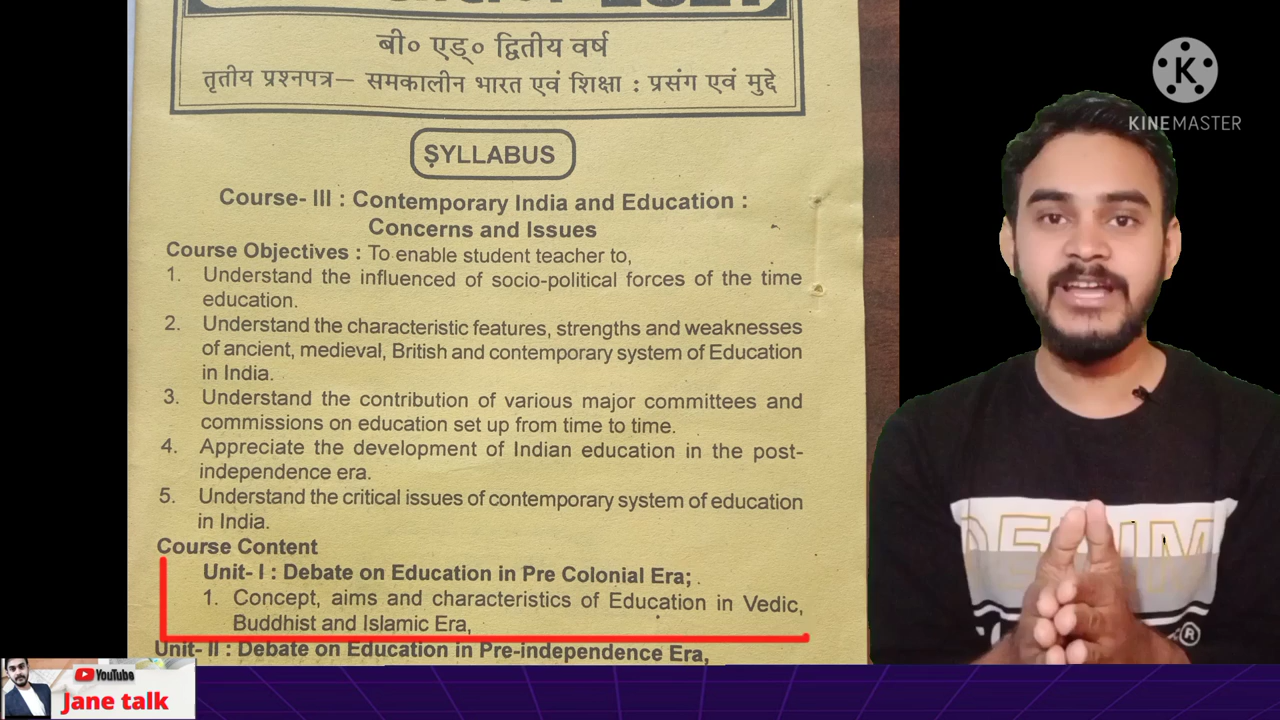 बी० एड्० द्वितीय वर्ष
तृतीय प्रश्नपत्र– समकालीन भारत एवं शिक्षा : प्रसंग एवं मुद्दे
SYLLABUS
Course- III : Contemporary India and Education :
Concerns and Issues
Course Objectives : To enable student teacher to,
1. Understand the influenced of socio-political forces of the time
education.
2. Understand the characteristic features, strengths and weaknesses
of ancient, medieval, British and contemporary system of Education
in India.
3. Understand the contribution of various major committees and
commissions on education set up from time to time.
4. Appreciate the development of Indian education in the post-
independence era.
5. Understand the critical issues of contemporary system of education
in India.
Course Content
Unit- I : Debate on Education in Pre Colonial Era;
1. Concept, aims and characteristics of Education in Vedic,
Buddhist and Islamic Era,
Unit- II : Debate on Education in Pre-independence Era,
K
KINEMASTER
YouTube
Jane talk